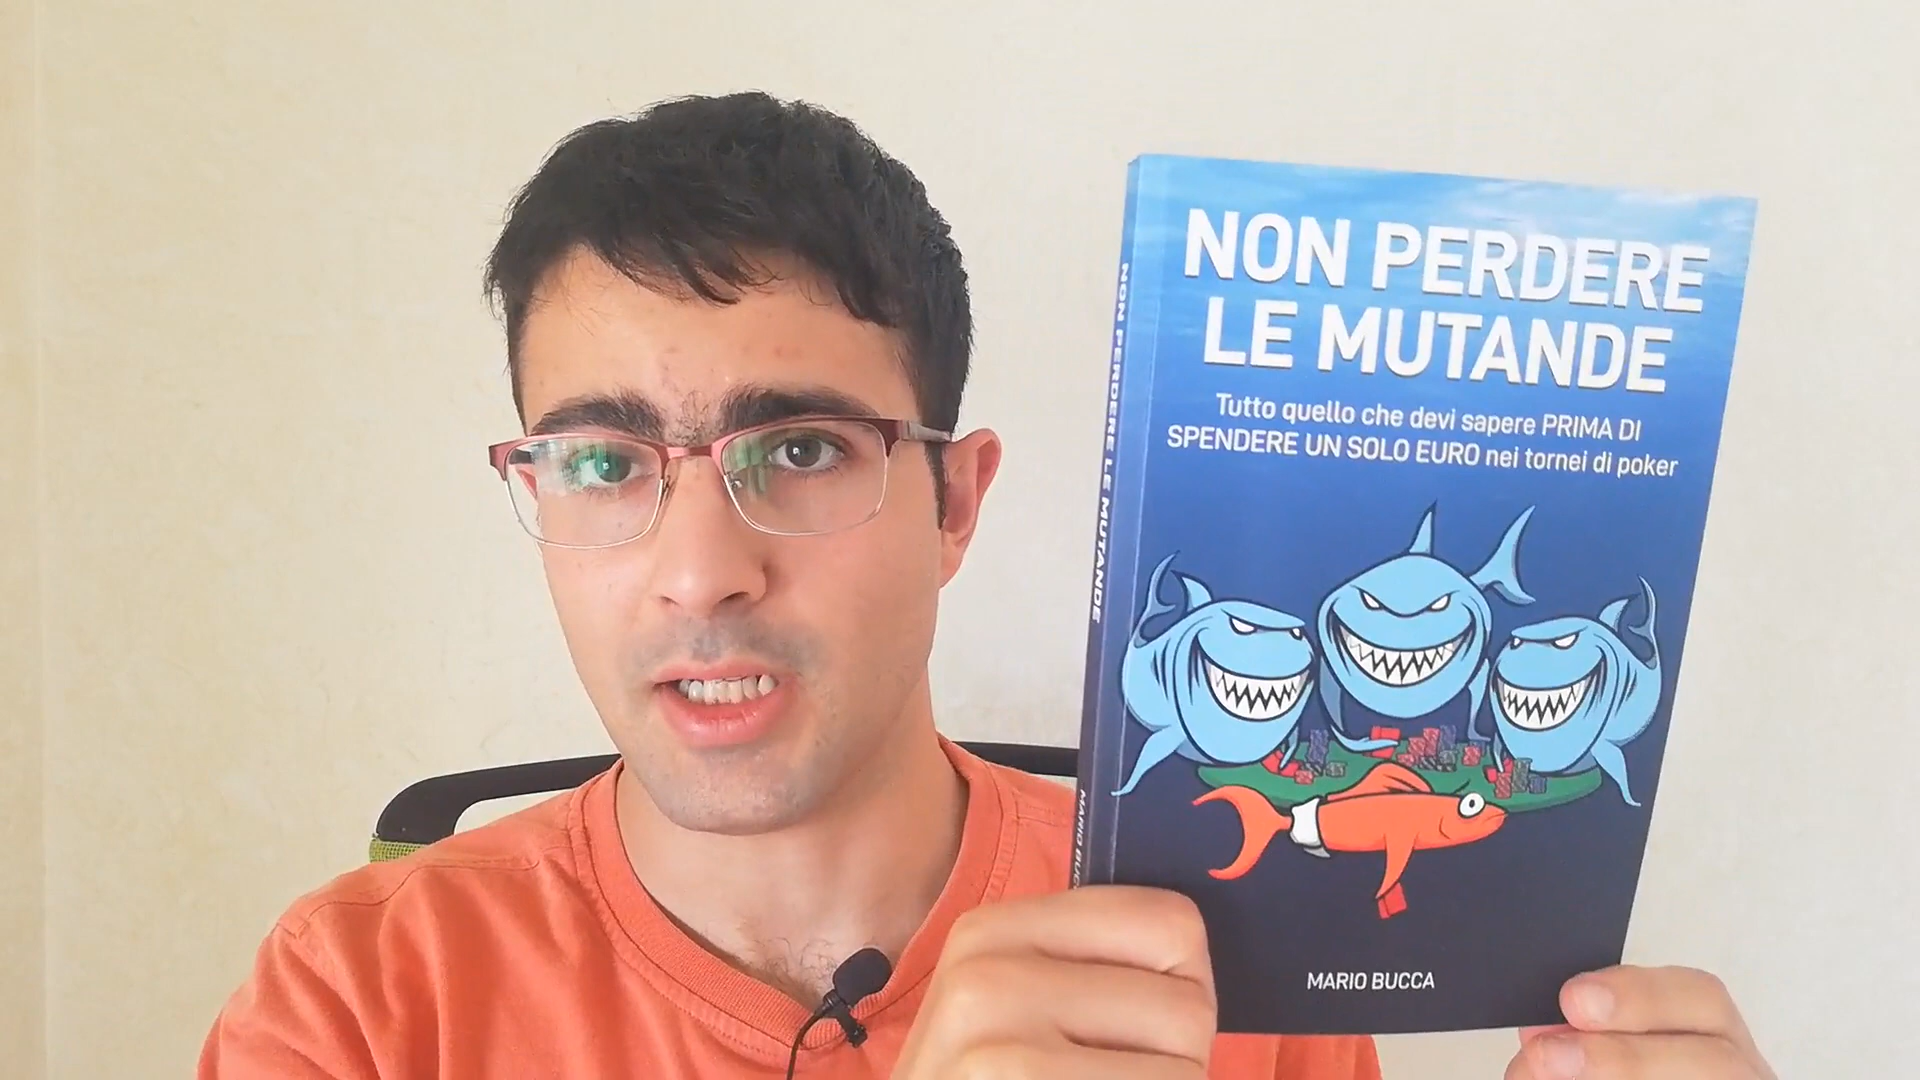 NON PERDERE
LE MUTANDE
Tutto quello che devi sapere PRIMA DI
SPENDERE UN SOLO EURO nei tornei di poker
MARIO BUCCA
NON PERDERE LE MUTANDE
MARIO